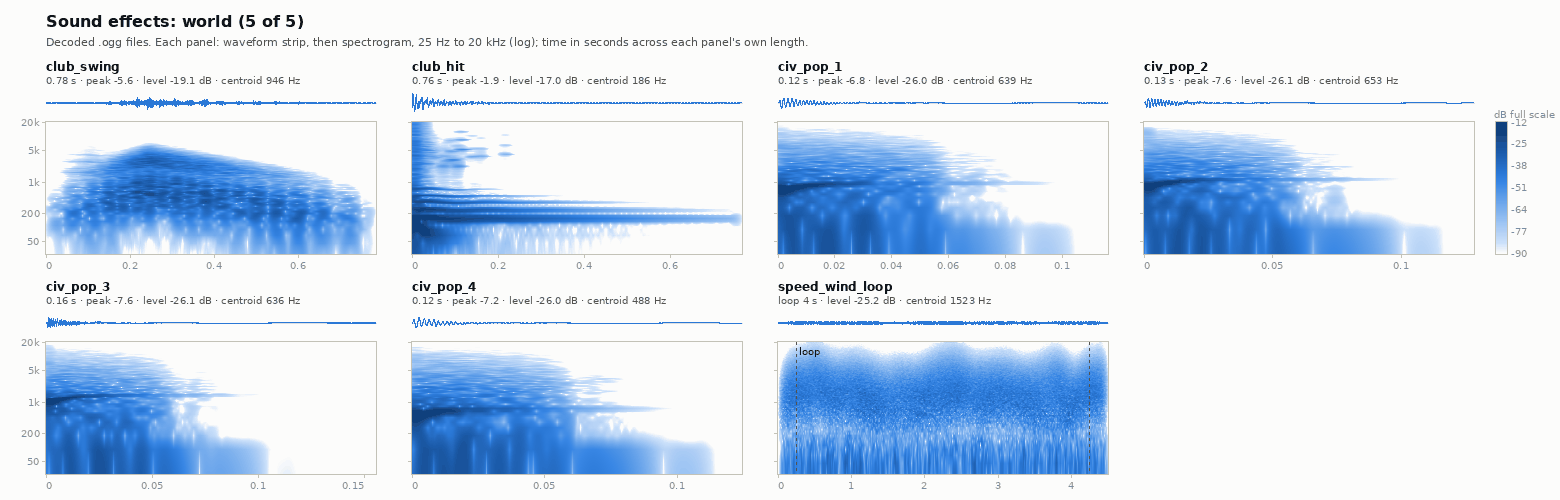 Sound effects: world (5 of 5)
Decoded .ogg files. Each panel: waveform strip, then spectrogram, 25 Hz to 20 kHz (log); time in seconds across each panel's own length.
club_swing
0.78 s · peak -5.6 · level -19.1 dB · centroid 946 Hz
20k
5k
1k
200
50
0 0.2 0.4 0.6
club_hit
0.76 s · peak -1.9 · level -17.0 dB · centroid 186 Hz
0 0.2 0.4 0.6
civ_pop_1
0.12 s · peak -6.8 · level -26.0 dB · centroid 639 Hz
0 0.02 0.04 0.06 0.08 0.1
civ_pop_2
0.13 s · peak -7.6 · level -26.1 dB · centroid 653 Hz
0 0.05 0.1
dB full scale
-12
-25
-38
-51
-64
-77
-90
civ_pop_3
0.16 s · peak -7.6 · level -26.1 dB · centroid 636 Hz
20k
5k
1k
200
50
0 0.05 0.1 0.15
civ_pop_4
0.12 s · peak -7.2 · level -26.0 dB · centroid 488 Hz
0 0.05 0.1
speed_wind_loop
loop 4 s · level -25.2 dB · centroid 1523 Hz
loop
0 1 2 3 4